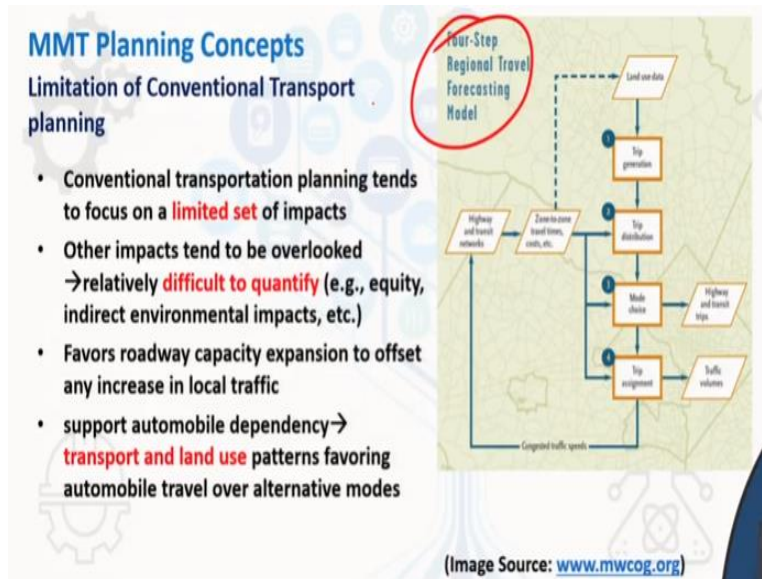 MMT Planning Concepts
Limitation of Conventional Transport
planning
• Conventional transportation planning tends
to focus on a limited set of impacts
• Other impacts tend to be overlooked
→relatively difficult to quantify (e.g., equity,
indirect environmental impacts, etc.)
• Favors roadway capacity expansion to offset
any increase in local traffic
• support automobile dependency→
transport and land use patterns favoring
automobile travel over alternative modes
Four-Step
Regional Travel
Forecasting
Model
Land use data
1
Trip
generation
Highway
and transit
networks
Zone-to-zone
travel times,
costs, etc.
2
Trip
distribution
3
Mode
choice
Highway
and transit
trips
4
Trip
assignment
Traffic
volumes
Congested traffic speeds
(Image Source: www.mwcog.org)